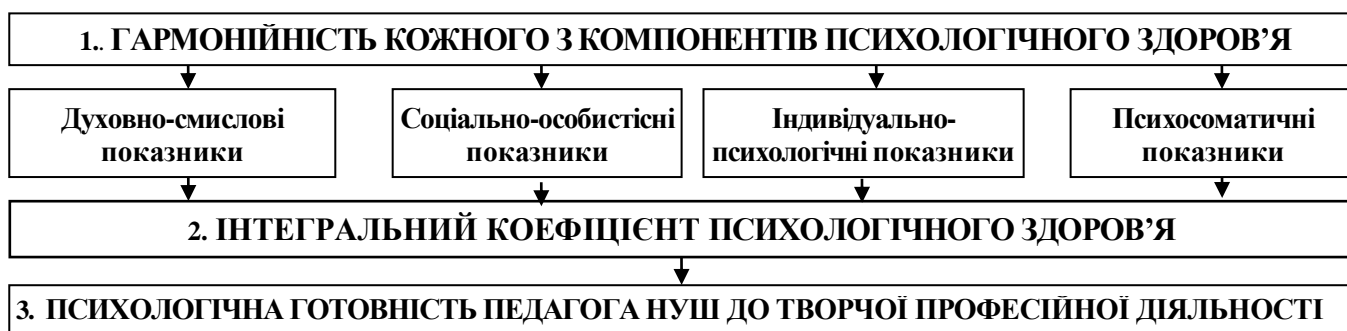 1.. ГАРМОНІЙНІСТЬ КОЖНОГО З КОМПОНЕНТІВ ПСИХОЛОГІЧНОГО ЗДОРОВ’Я
Духовно-смислові
показники
Соціально-особистісні
показники
Індивідуально-
психологічні показники
Психосоматичні
показники
2. ІНТЕГРАЛЬНИЙ КОЕФІЦІЄНТ ПСИХОЛОГІЧНОГО ЗДОРОВ’Я
3. ПСИХОЛОГІЧНА ГОТОВНІСТЬ ПЕДАГОГА НУШ ДО ТВОРЧОЇ ПРОФЕСІЙНОЇ ДІЯЛЬНОСТІ